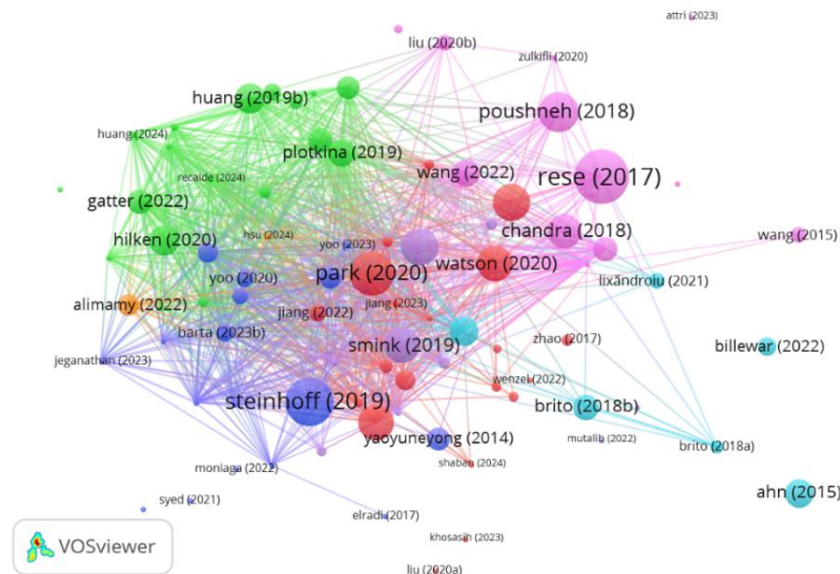 attri (2023)
liu (2020b)
zulkifli (2020)
huang (2019b)
poushneh (2018)
huang (2024)
plotkina (2019)
recalde (2024)
wang (2022)
rese (2017)
gatter (2022)
hilken (2020)
hsu (2024)
yoo (2023)
chandra (2018)
wang (2015)
yoo (2020)
park (2020)
watson (2020)
lixăndroiu (2021)
alimamy (2022)
jiang (2022)
jiang (2023)
barta (2023b)
smink (2019)
zhao (2017)
billewar (2022)
jeganathan (2023)
wenzel (2022)
steinhoff (2019)
brito (2018b)
yaoyuneyong (2014)
mutalib (2022)
brito (2018a)
moniaga (2022)
shaban (2024)
syed (2021)
ahn (2015)
elradi (2017)
khosasih (2023)
VOSviewer
liu (2020a)